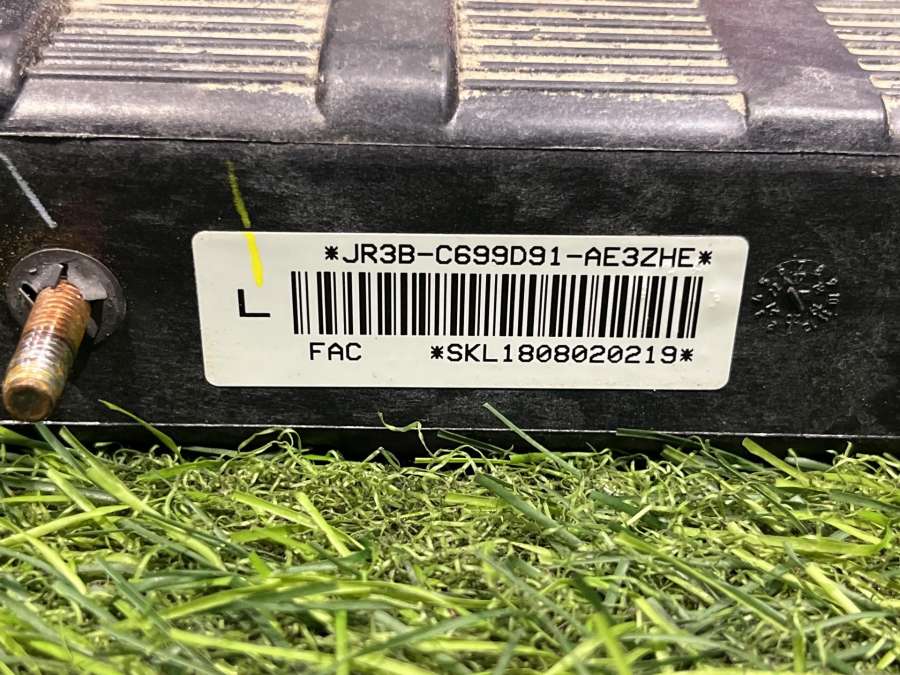 *JR3B-C699D91-AE3ZHE*
L
FAC *SKL1808020219*